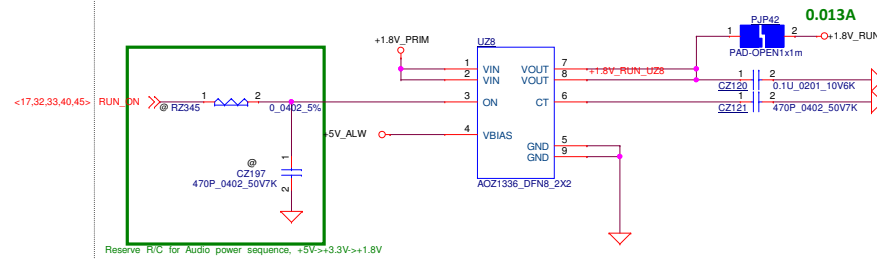 0.013A
PJP42
1 2
+1.8V_RUN
PAD-OPEN1x1m
+1.8V_PRIM
UZ8
1 VIN VOUT 7
2 VIN VOUT 8
+1.8V_RUN_UZ8
<17,32,33,40,45> RUN_ON
@ RZ345
1 2
0_0402_5%
3 ON CT 6
CZ120 1 2 0.1U_0201_10V6K
CZ121 1 2 470P_0402_50V7K
+5V_ALW
4 VBIAS
GND 5
GND 9
@
CZ197
470P_0402_50V7K
1
2
AOZ1336_DFN8_2X2
Reserve R/C for Audio power sequence, +5V->+3.3V->+1.8V